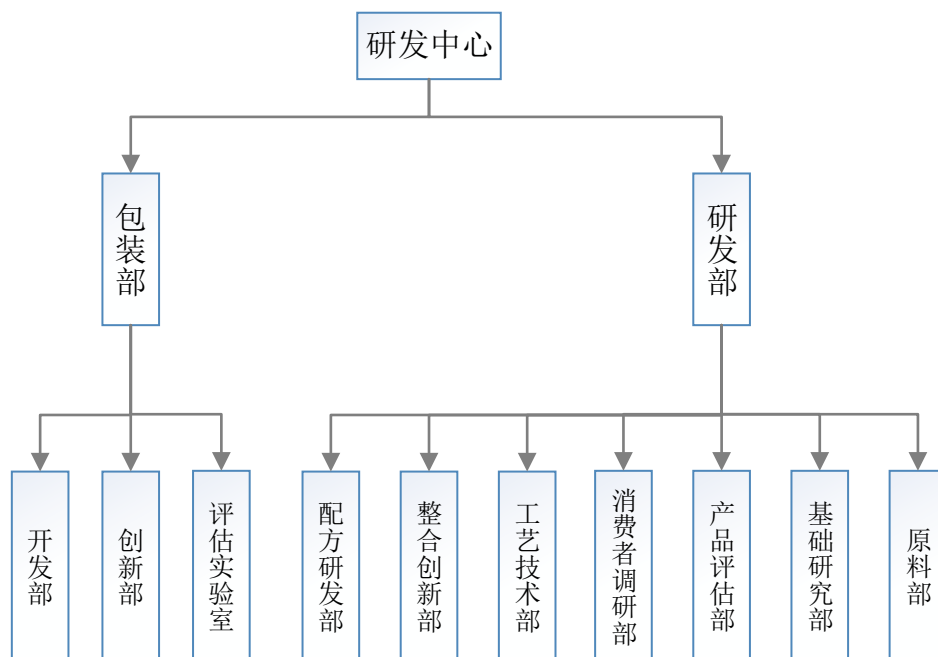 研发中心
包装部
研发部
开发部
创新部
评估实验室
配方研发部
整合创新部
工艺技术部
消费者调研部
产品评估部
基础研究部
原料部